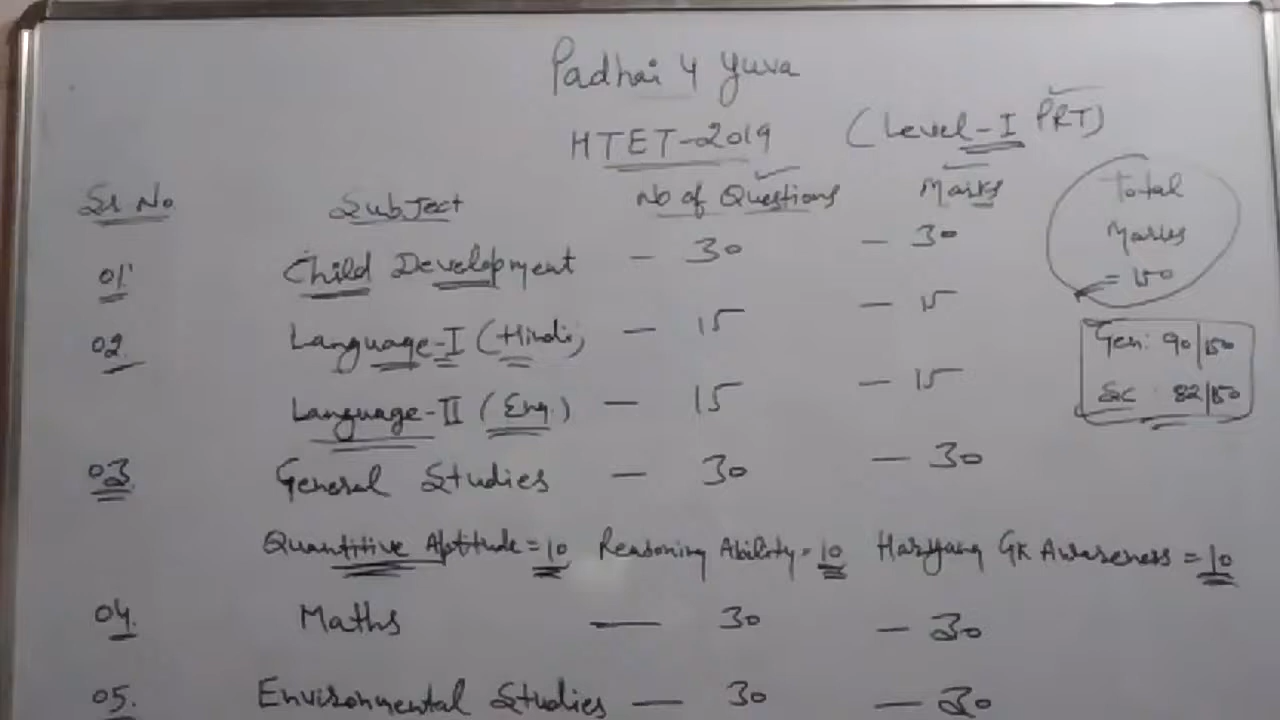 Padhai 4 Yuva
HTET-2019 (Level-I PRT)
Sr No Subject No of Questions Marks
01 Child Development - 30 - 30
02. Language-I (Hindi) - 15 - 15
Language-II (Eng.) - 15 - 15
03. General Studies - 30 - 30
Quantitive Aptitude = 10 Reasoning Ability = 10 Haryana GK Awareness = 10
04. Maths - 30 - 30
05. Environmental Studies - 30 - 30
Total
Marks
= 150
Gen: 90/150
SC : 82/150